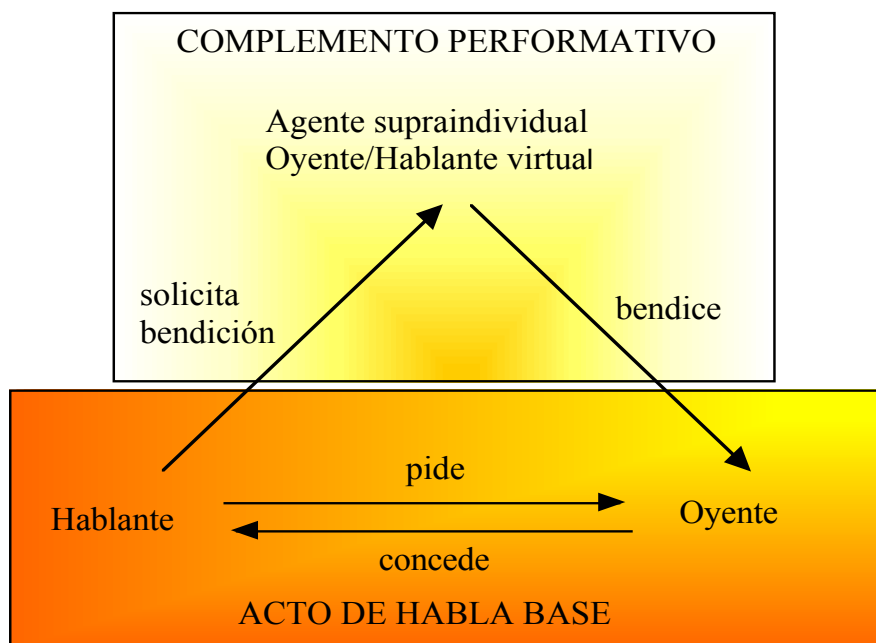 COMPLEMENTO PERFORMATIVO
Agente supraindividual
Oyente/Hablante virtual
solicita
bendición
bendice
pide
Hablante
Oyente
concede
ACTO DE HABLA BASE